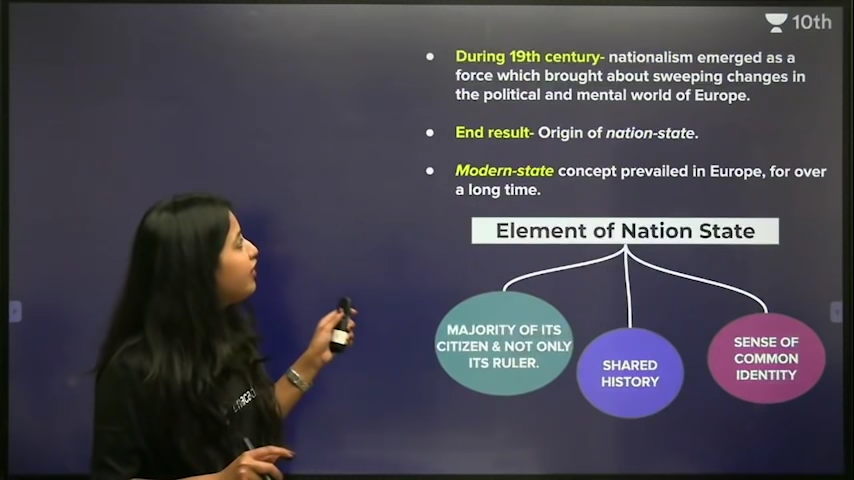 10th
During 19th century- nationalism emerged as a
force which brought about sweeping changes in
the political and mental world of Europe.
End result- Origin of nation-state.
Modern-state concept prevailed in Europe, for over
a long time.
Element of Nation State
MAJORITY OF ITS
CITIZEN & NOT ONLY
ITS RULER.
SHARED
HISTORY
SENSE OF
COMMON
IDENTITY